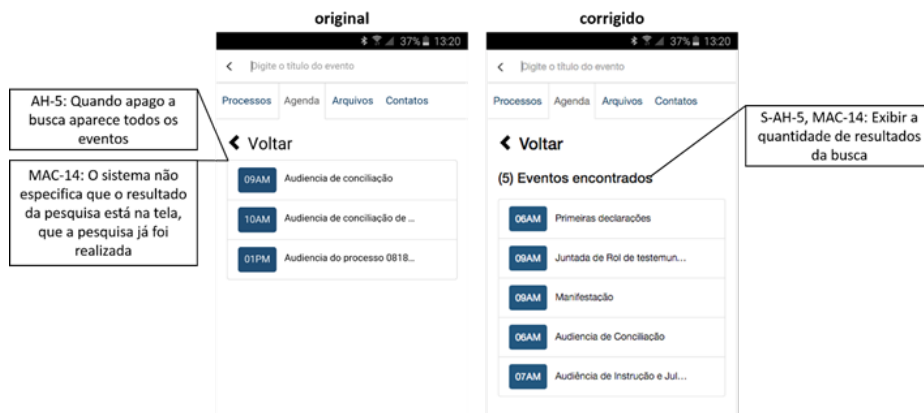 original
corrigido
37% 13:20
Digite o título do evento
Processos Agenda Arquivos Contatos
Voltar
09AM Audiencia de conciliação
10AM Audiencia de conciliação de ...
01PM Audiencia do processo 0818...
AH-5: Quando apago a
busca aparece todos os
eventos
MAC-14: O sistema não
especifica que o resultado
da pesquisa está na tela,
que a pesquisa já foi
realizada
37% 13:20
Digite o título do evento
Processos Agenda Arquivos Contatos
Voltar
(5) Eventos encontrados
06AM Primeiras declarações
09AM Juntada de Rol de testemun...
09AM Manifestação
06AM Audiencia de Conciliação
07AM Audiência de Instrução e Jul...
S-AH-5, MAC-14: Exibir a
quantidade de resultados
da busca